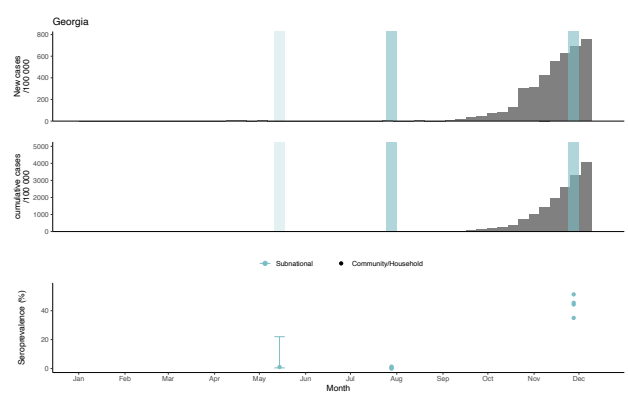 Georgia
New cases
/100 000
800
600
400
200
0
cumulative cases
/100 000
5000
4000
3000
2000
1000
0
Subnational
Community/Household
Seroprevalence (%)
40
20
0
Jan Feb Mar Apr May Jun Jul Aug Sep Oct Nov Dec
Month